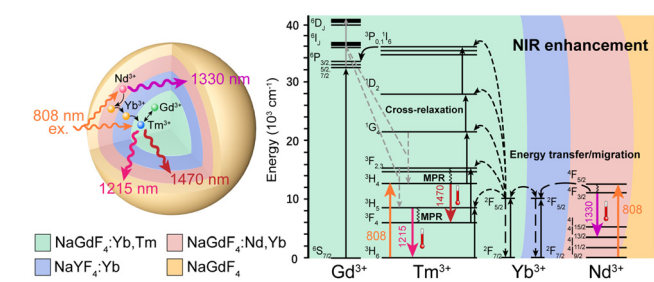 Nd³⁺
1330 nm
808 nm
ex.
Yb³⁺
Gd³⁺
Tm³⁺
1215 nm
1470 nm
NaGdF₄:Yb,Tm
NaGdF₄:Nd,Yb
NaYF₄:Yb
NaGdF₄
Energy (10³ cm⁻¹)
40
30
20
10
0
⁶D_J
⁶I_J
⁶P_3/2
5/2
7/2
⁶S_7/2
³P_0,1 ¹I_6
¹D_2
Cross-relaxation
¹G_4
³F_2,3
³H_4
MPR
³H_5
³F_4
MPR
³H_6
808
1215
1470
NIR enhancement
Energy transfer/migration
²F_5/2
²F_5/2
²F_7/2
²F_7/2
⁴F_5/2
⁴F_3/2
1330
808
⁴I_15/2
⁴I_13/2
⁴I_11/2
⁴I_9/2
Gd³⁺
Tm³⁺
Yb³⁺
Nd³⁺